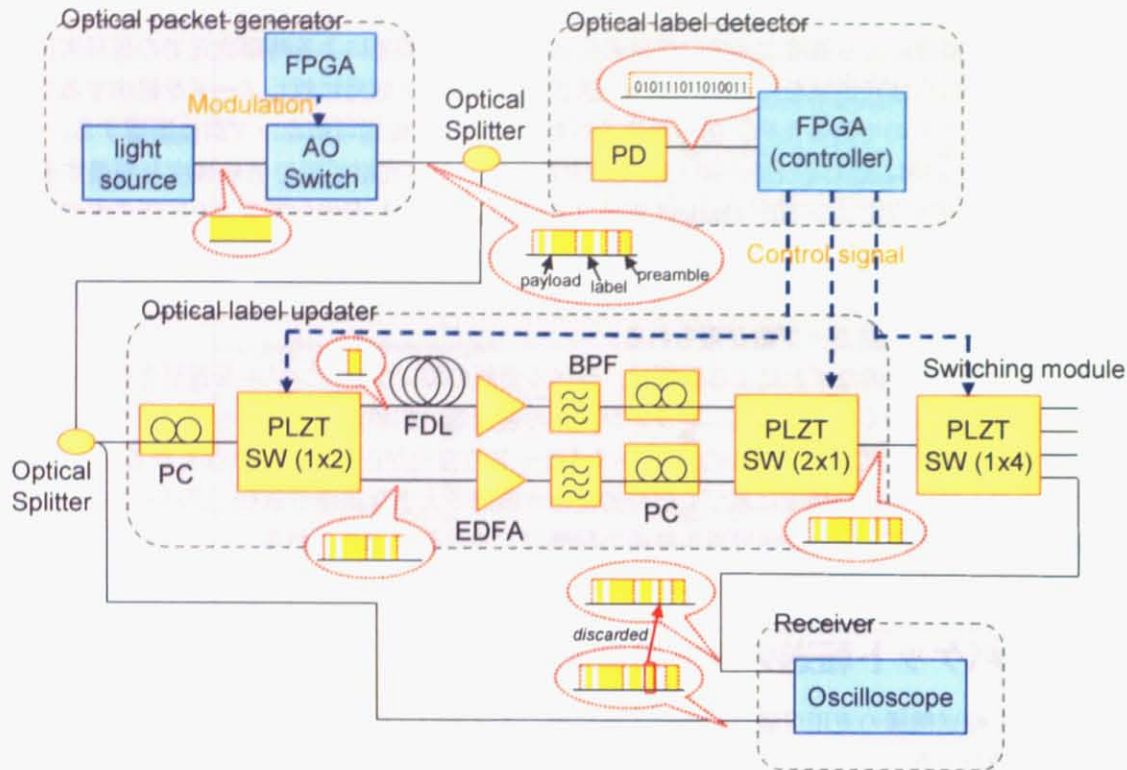 Optical packet generator
FPGA
Modulation
light
source
AO
Switch
Optical
Splitter
Optical label detector
010111011010011
PD
FPGA
(controller)
payload
label
preamble
Control signal
Optical label updater
BPF
Switching module
FDL
PLZT
SW (1x2)
PLZT
SW (2x1)
PLZT
SW (1x4)
PC
Optical
Splitter
EDFA
PC
discarded
Receiver
Oscilloscope